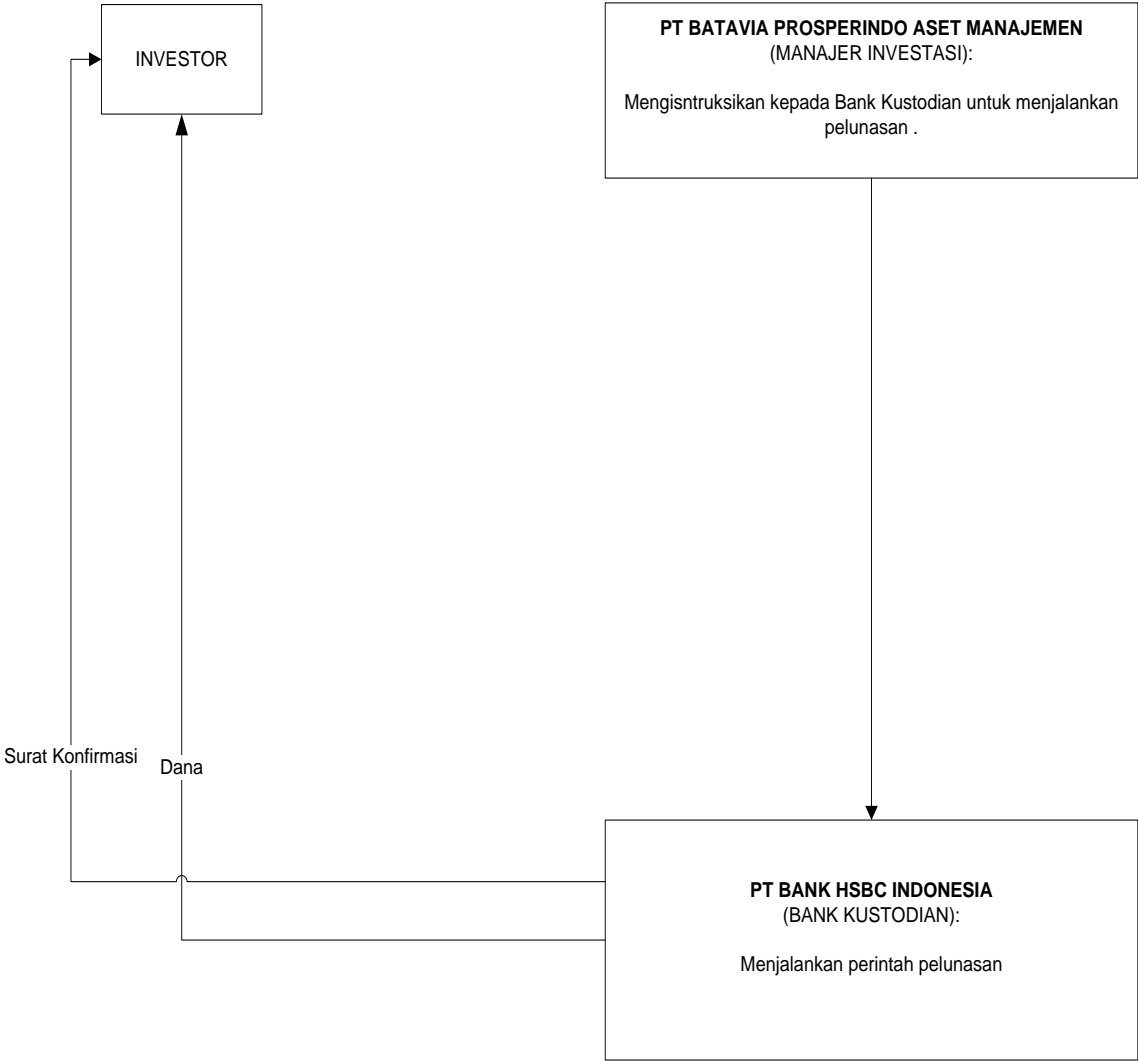 INVESTOR
PT BATAVIA PROSPERINDO ASET MANAJEMEN
(MANAJER INVESTASI):
Mengisntruksikan kepada Bank Kustodian untuk menjalankan
pelunasan .
Surat Konfirmasi
Dana
PT BANK HSBC INDONESIA
(BANK KUSTODIAN):
Menjalankan perintah pelunasan